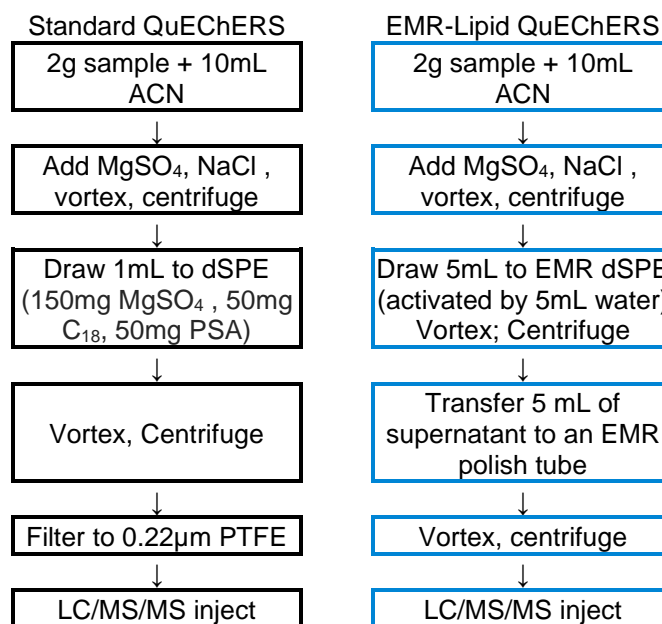 Standard QuEChERS
2g sample + 10mL
ACN
↓
Add MgSO₄, NaCl ,
vortex, centrifuge
↓
Draw 1mL to dSPE
(150mg MgSO₄ , 50mg
C₁₈, 50mg PSA)
↓
Vortex, Centrifuge
↓
Filter to 0.22µm PTFE
↓
LC/MS/MS inject
EMR-Lipid QuEChERS
2g sample + 10mL
ACN
↓
Add MgSO₄, NaCl ,
vortex, centrifuge
↓
Draw 5mL to EMR dSPE
(activated by 5mL water)
Vortex; Centrifuge
↓
Transfer 5 mL of
supernatant to an EMR
polish tube
↓
Vortex, centrifuge
↓
LC/MS/MS inject